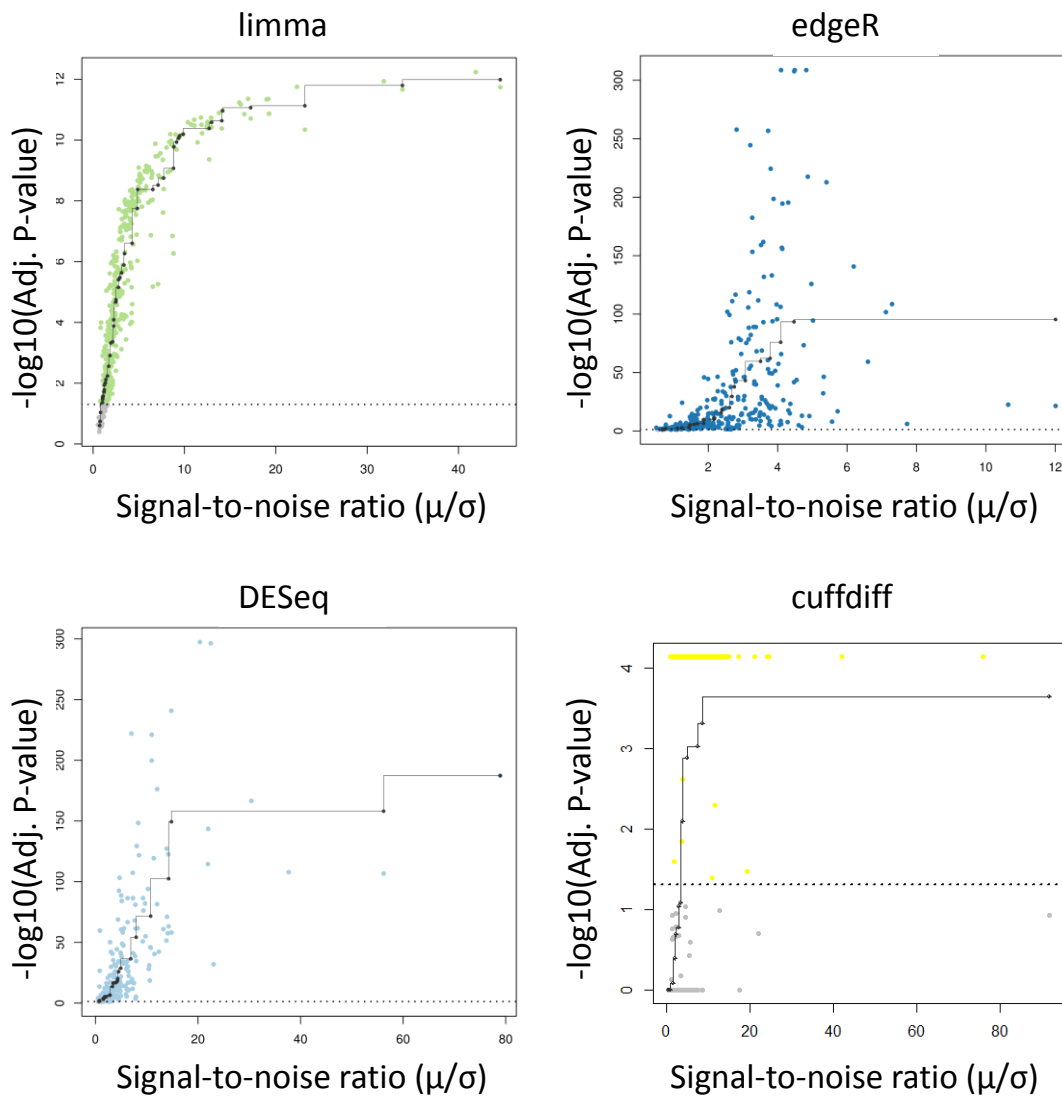 limma
-log10(Adj. P-value)
12
10
8
6
4
2
0
0 10 20 30 40
Signal-to-noise ratio (μ/σ)
edgeR
-log10(Adj. P-value)
300
250
200
150
100
50
0
2 4 6 8 10 12
Signal-to-noise ratio (μ/σ)
DESeq
-log10(Adj. P-value)
300
250
200
150
100
50
0
0 20 40 60 80
Signal-to-noise ratio (μ/σ)
cuffdiff
-log10(Adj. P-value)
4
3
2
1
0
0 20 40 60 80
Signal-to-noise ratio (μ/σ)